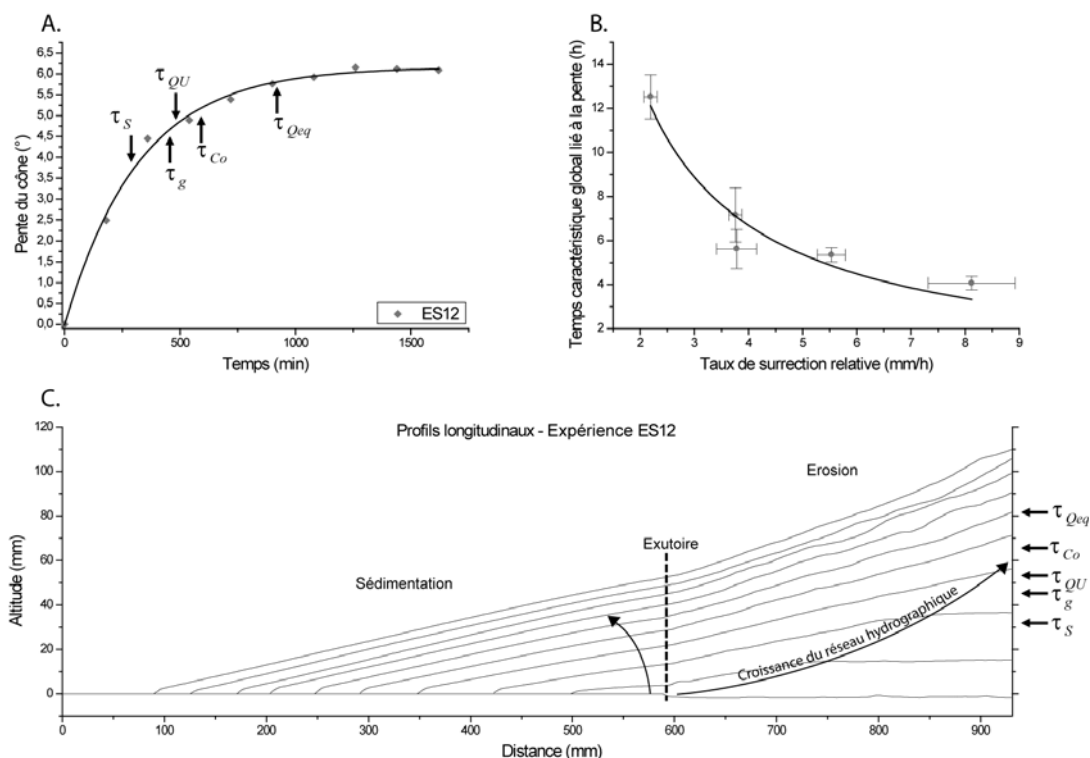 A.
6,5
6,0
5,5
5,0
4,5
4,0
3,5
3,0
2,5
2,0
1,5
1,0
0,5
0,0
Pente du cône (°)
τS
τQU
τg
τCo
τQeq
ES12
0
500
1000
1500
Temps (min)
B.
14
12
10
8
6
4
2
Temps caractéristique global lié à la pente (h)
1
2
3
4
5
6
7
8
9
Taux de surrection relative (mm/h)
C.
Profils longitudinaux - Expérience ES12
120
100
80
60
40
20
0
Altitude (mm)
Sédimentation
Exutoire
Erosion
Croissance du réseau hydrographique
τQeq
τCo
τQU
τg
τS
0
100
200
300
400
500
600
700
800
900
Distance (mm)